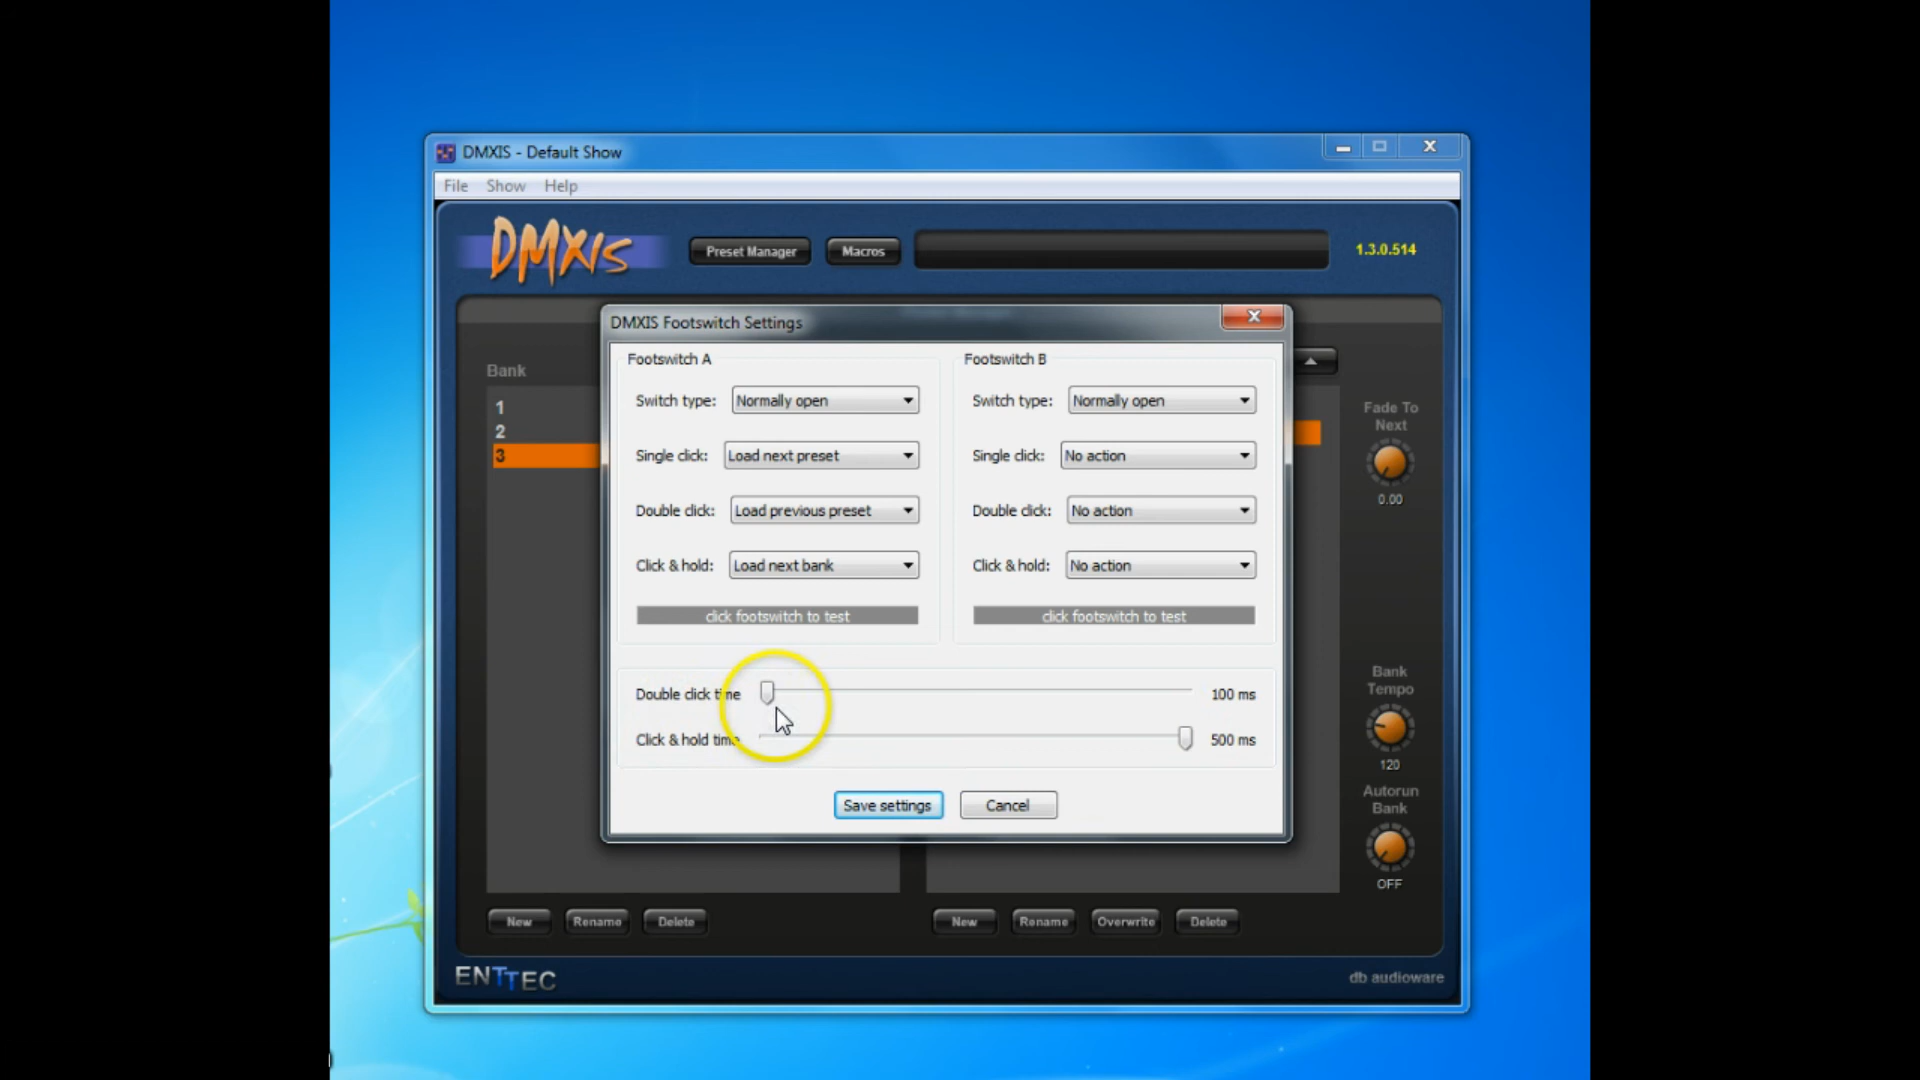 DMXIS - Default Show
File Show Help
DMXIS
Preset Manager
Macros
1.3.0.514
DMXIS Footswitch Settings
Bank
1
2
3
Footswitch A
Switch type: Normally open
Single click: Load next preset
Double click: Load previous preset
Click & hold: Load next bank
click footswitch to test
Footswitch B
Switch type: Normally open
Single click: No action
Double click: No action
Click & hold: No action
click footswitch to test
Double click time 100 ms
Click & hold time 500 ms
Save settings
Cancel
Fade To
Next
0.00
Bank
Tempo
120
Autorun
Bank
OFF
New Rename Delete
New Rename Overwrite Delete
ENTTEC
db audioware